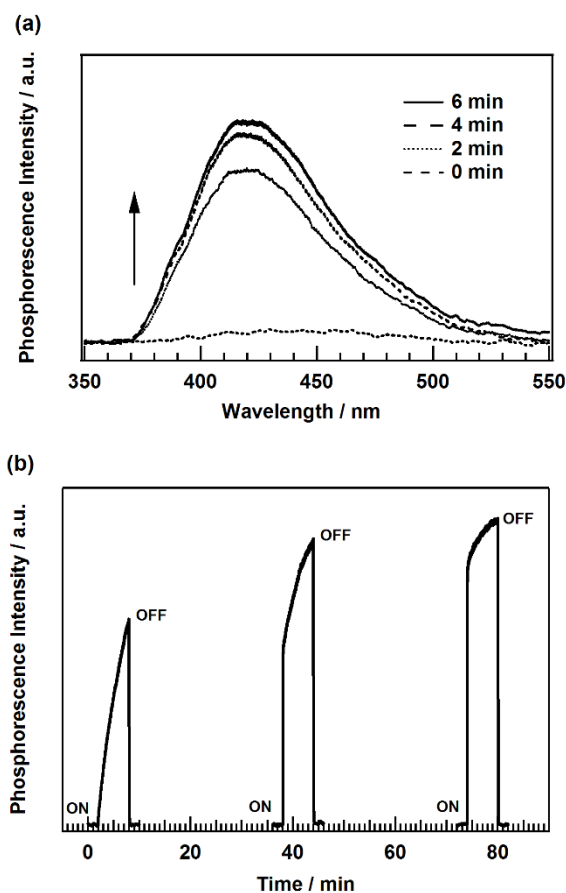 (a)
Phosphorescence Intensity / a.u.
6 min
4 min
2 min
0 min
350 400 450 500 550
Wavelength / nm
(b)
Phosphorescence Intensity / a.u.
OFF
OFF
OFF
ON
ON
ON
0 20 40 60 80
Time / min